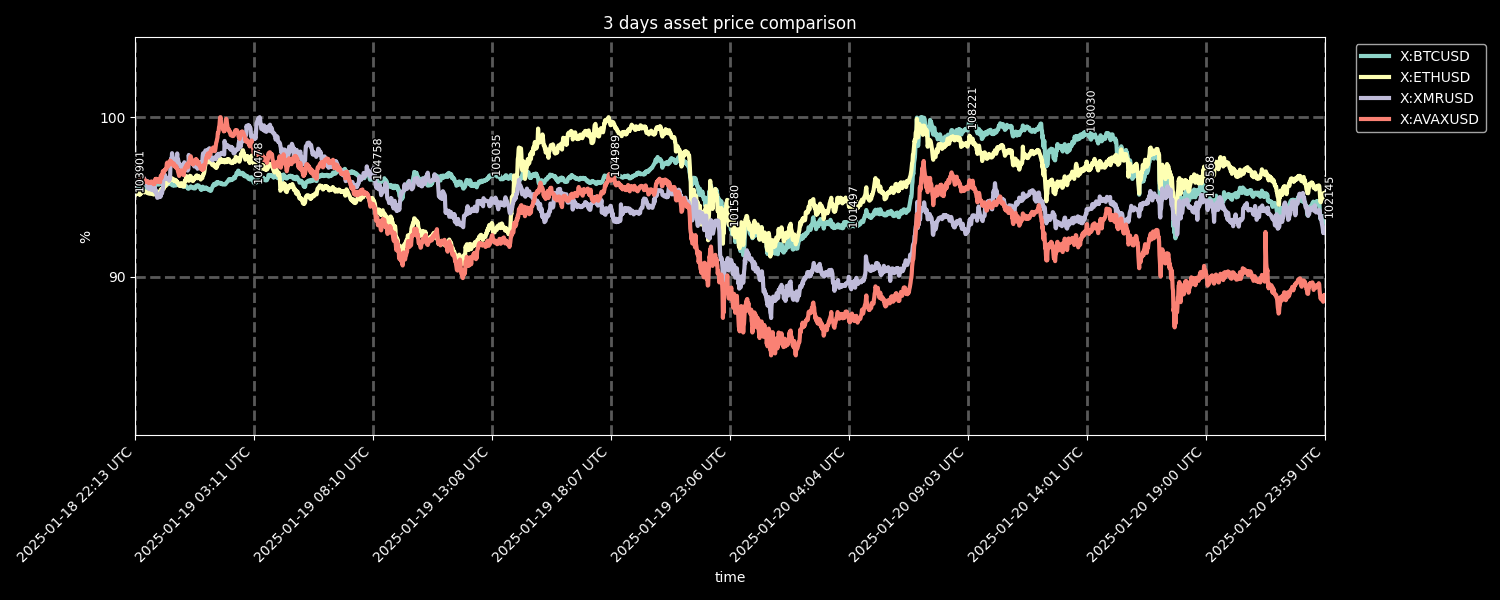 3 days asset price comparison
X:BTCUSD
X:ETHUSD
X:XMRUSD
X:AVAXUSD
100
90
%
103901
104478
104758
105035
104989
101580
101497
108221
108030
103568
102145
2025-01-18 22:13 UTC
2025-01-19 03:11 UTC
2025-01-19 08:10 UTC
2025-01-19 13:08 UTC
2025-01-19 18:07 UTC
2025-01-19 23:06 UTC
2025-01-20 04:04 UTC
2025-01-20 09:03 UTC
2025-01-20 14:01 UTC
2025-01-20 19:00 UTC
2025-01-20 23:59 UTC
time